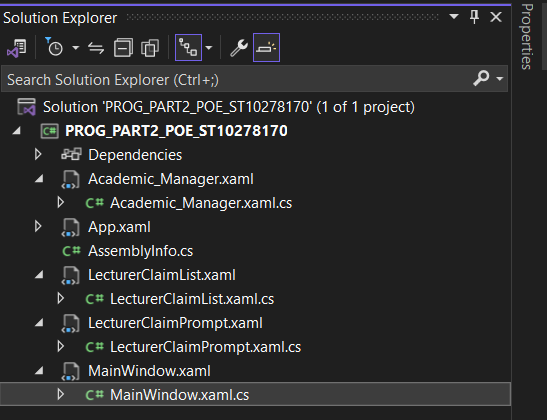 Solution Explorer
Properties
Search Solution Explorer (Ctrl+;)
Solution 'PROG_PART2_POE_ST10278170' (1 of 1 project)
C# PROG_PART2_POE_ST10278170
Dependencies
Academic_Manager.xaml
C# Academic_Manager.xaml.cs
App.xaml
C# AssemblyInfo.cs
LecturerClaimList.xaml
C# LecturerClaimList.xaml.cs
LecturerClaimPrompt.xaml
C# LecturerClaimPrompt.xaml.cs
MainWindow.xaml
C# MainWindow.xaml.cs